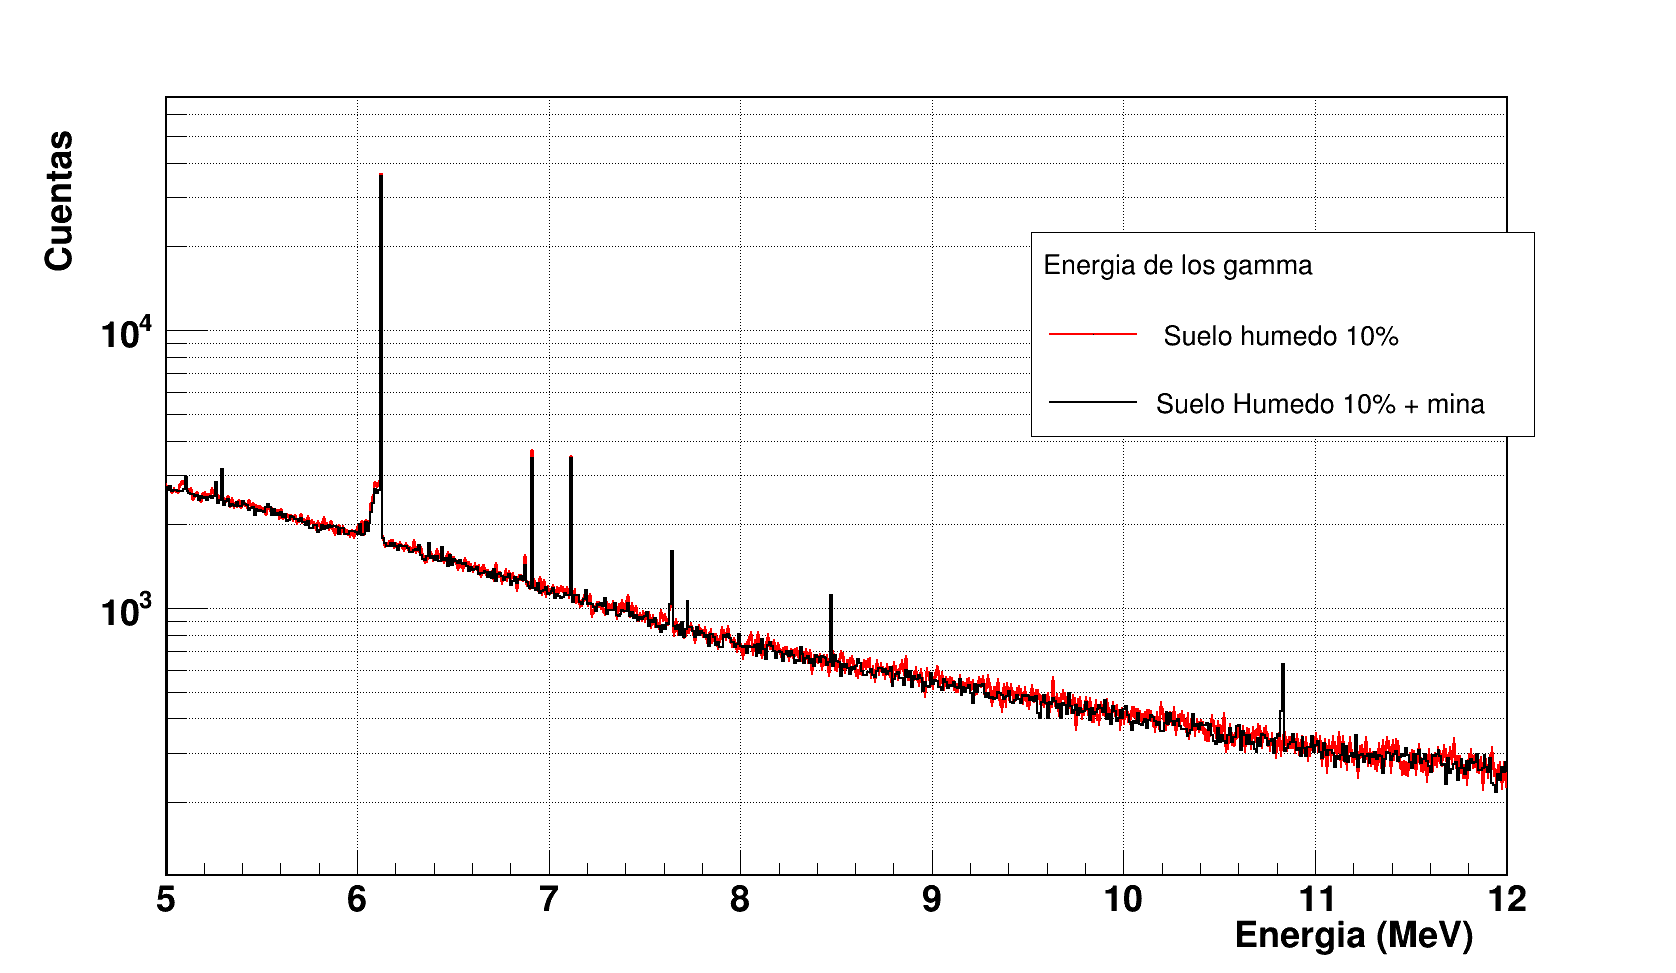 Cuentas
10^4
10^3
Energia de los gamma
Suelo humedo 10%
Suelo Humedo 10% + mina
5 6 7 8 9 10 11 12
Energia (MeV)